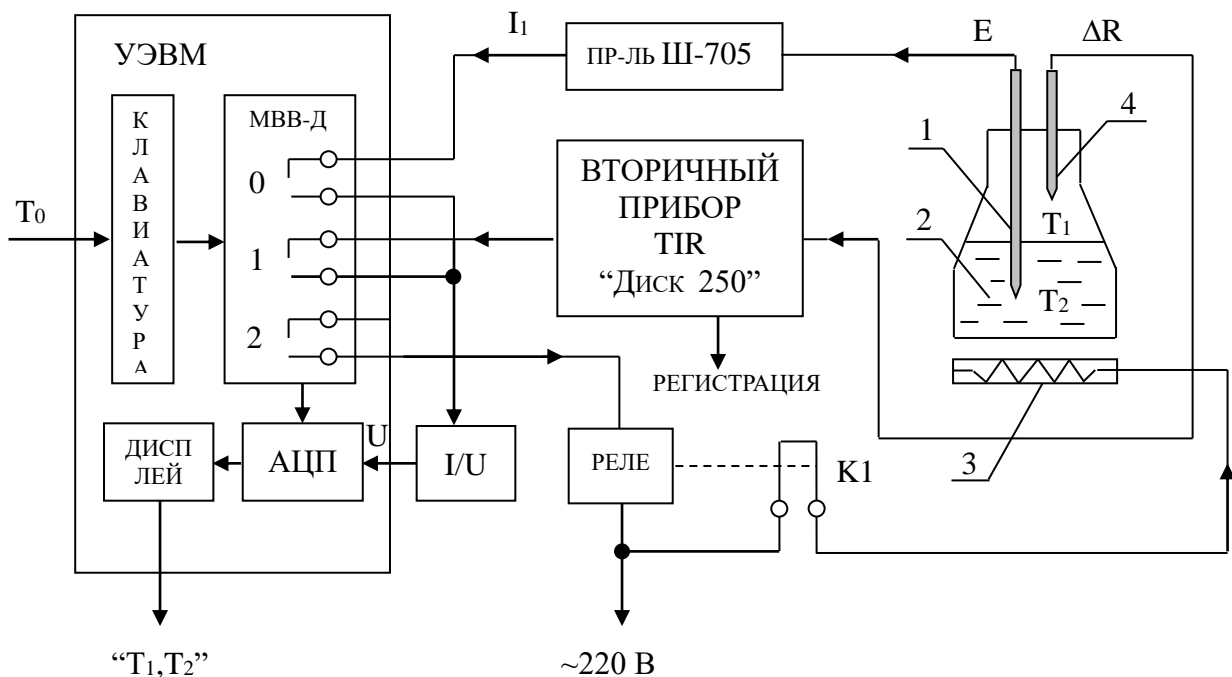 УЭВМ
I1
ПР-ЛЬ Ш-705
E
ΔR
КЛАВИАТУРА
МВВ-Д
0
1
2
T0
ВТОРИЧНЫЙ
ПРИБОР
TIR
“ДИСК 250”
РЕГИСТРАЦИЯ
1
2
4
T1
T2
3
ДИСП
ЛЕЙ
АЦП
U
I/U
РЕЛЕ
K1
“T1,T2”
~220 В